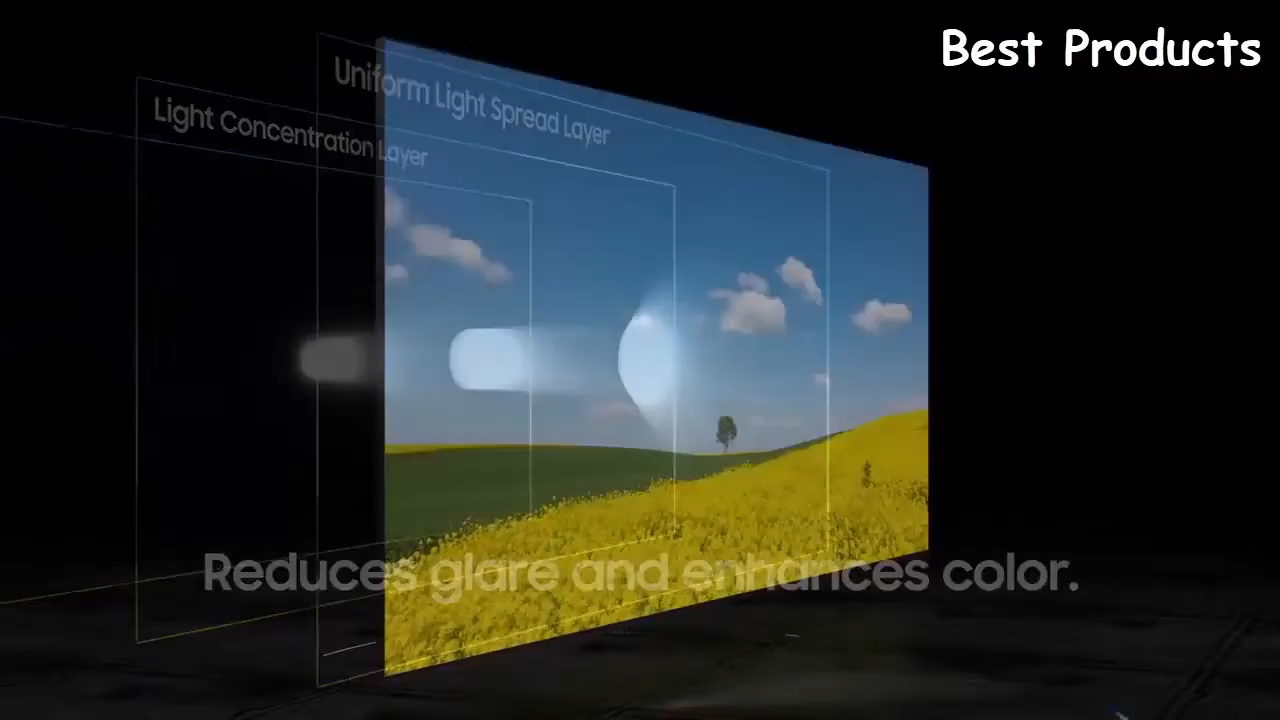 Best Products
Uniform Light Spread Layer
Light Concentration Layer
Reduces glare and enhances color.